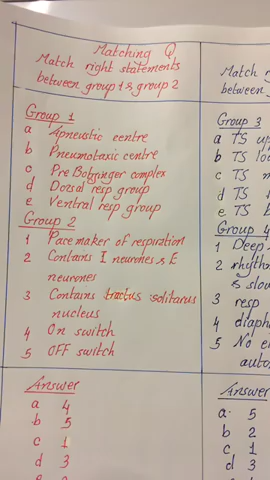 Matching Q
Match right statements
between group 1 & group 2
Group 1
a Apneustic centre
b Pneumotaxic centre
c Pre Botzinger complex
d Dorsal resp group
e Ventral resp group
Group 2
1 Pace maker of respiration
2 Contains I neurones & E
neurones
3 Contains tractus solitarus
nucleus
4 On switch
5 OFF switch
Answer
a 4
b 5
c 1
d 3
Match
between
Group 3
a TS
b TS
c TS
d TS
e TS
Group 4
1 Deep
2 rhyth
& slow
3 resp
4 diaph
5 No
auto
Answer
a 5
b 2
c 1
d 3